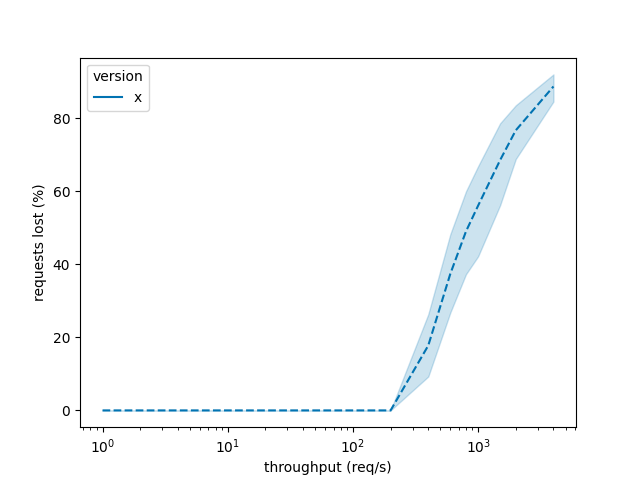 version
x
80
60
40
20
0
requests lost (%)
10⁰
10¹
10²
10³
throughput (req/s)